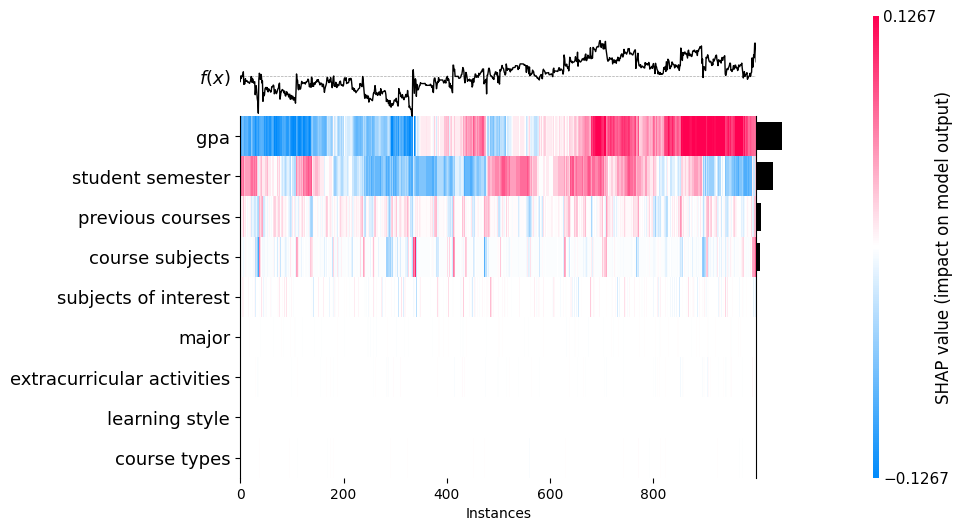 0.1267
f(x)
gpa
student semester
previous courses
course subjects
subjects of interest
major
extracurricular activities
learning style
course types
0 200 400 600 800
Instances
−0.1267
SHAP value (impact on model output)